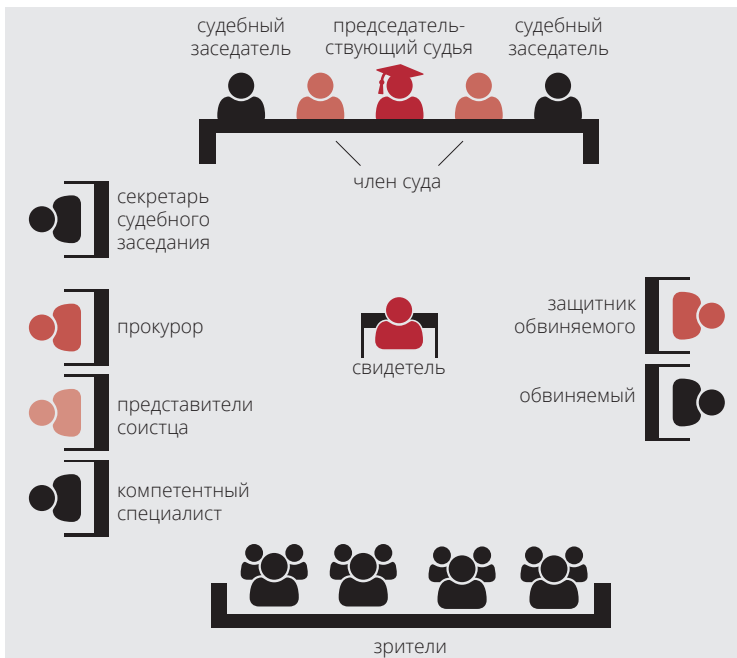 судебный
заседатель
председатель-
ствующий судья
судебный
заседатель
член суда
секретарь
судебного
заседания
прокурор
представители
соистца
компетентный
специалист
свидетель
защитник
обвиняемого
обвиняемый
зрители